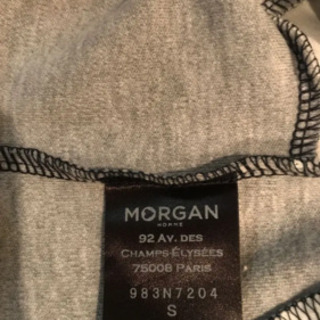 MORGAN
HOMME
92 AV. DES
CHAMPS-ÉLYSÉES
75008 PARIS
983N7204
S